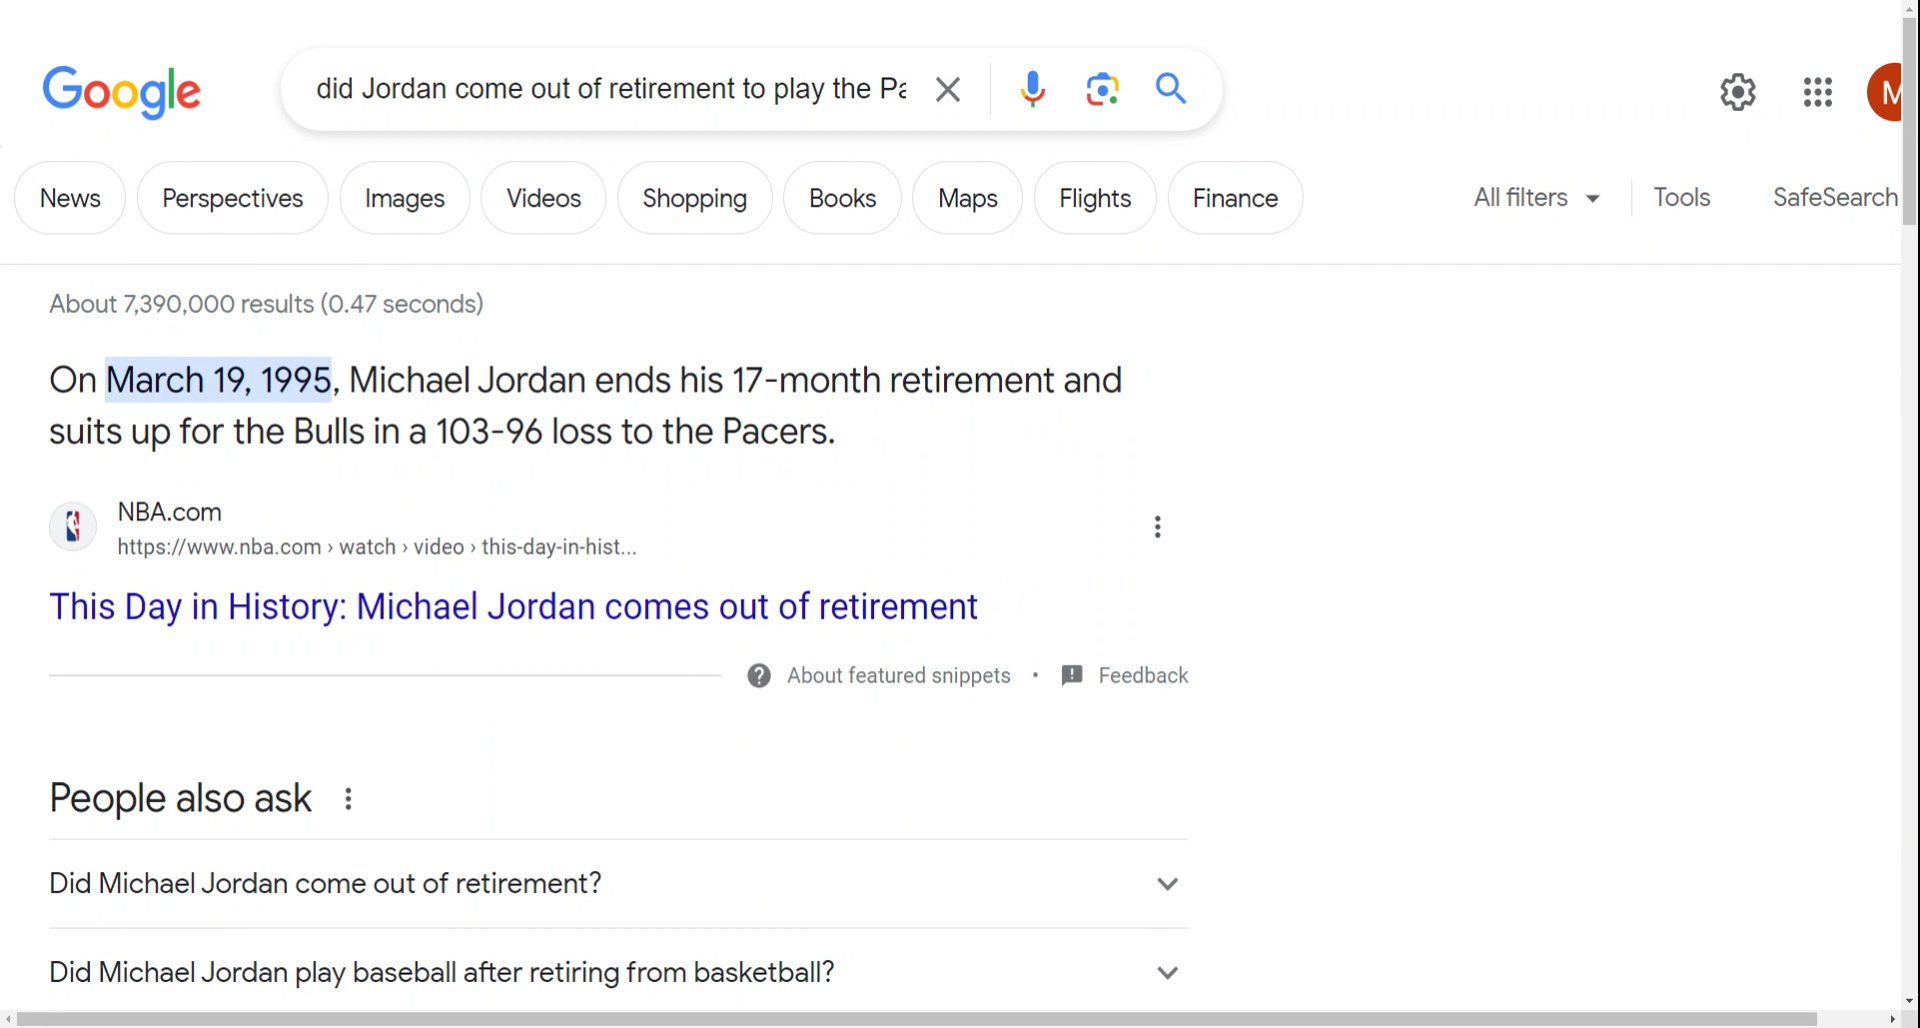 Google
did Jordan come out of retirement to play the Pa
M
News Perspectives Images Videos Shopping Books Maps Flights Finance All filters Tools SafeSearch
About 7,390,000 results (0.47 seconds)
On March 19, 1995, Michael Jordan ends his 17-month retirement and
suits up for the Bulls in a 103-96 loss to the Pacers.
NBA.com
https://www.nba.com › watch › video › this-day-in-hist...
This Day in History: Michael Jordan comes out of retirement
About featured snippets • Feedback
People also ask
Did Michael Jordan come out of retirement?
Did Michael Jordan play baseball after retiring from basketball?